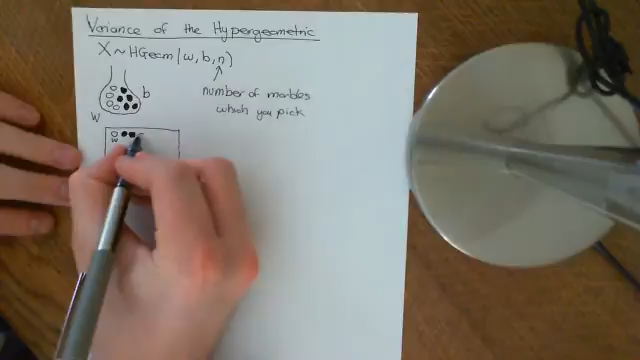 Variance of the Hypergeometric
X ~ HGeom (w, b, n)
number of marbles
which you pick
b
w
w